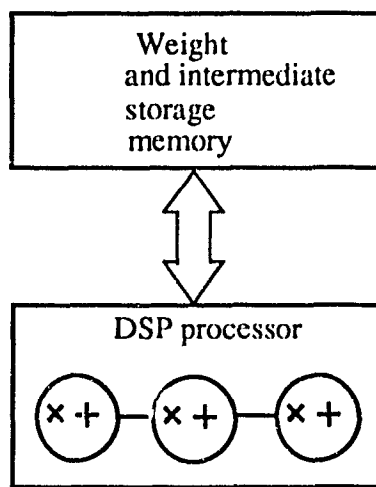 Weight
and intermediate
storage
memory
DSP processor
× + × + × +